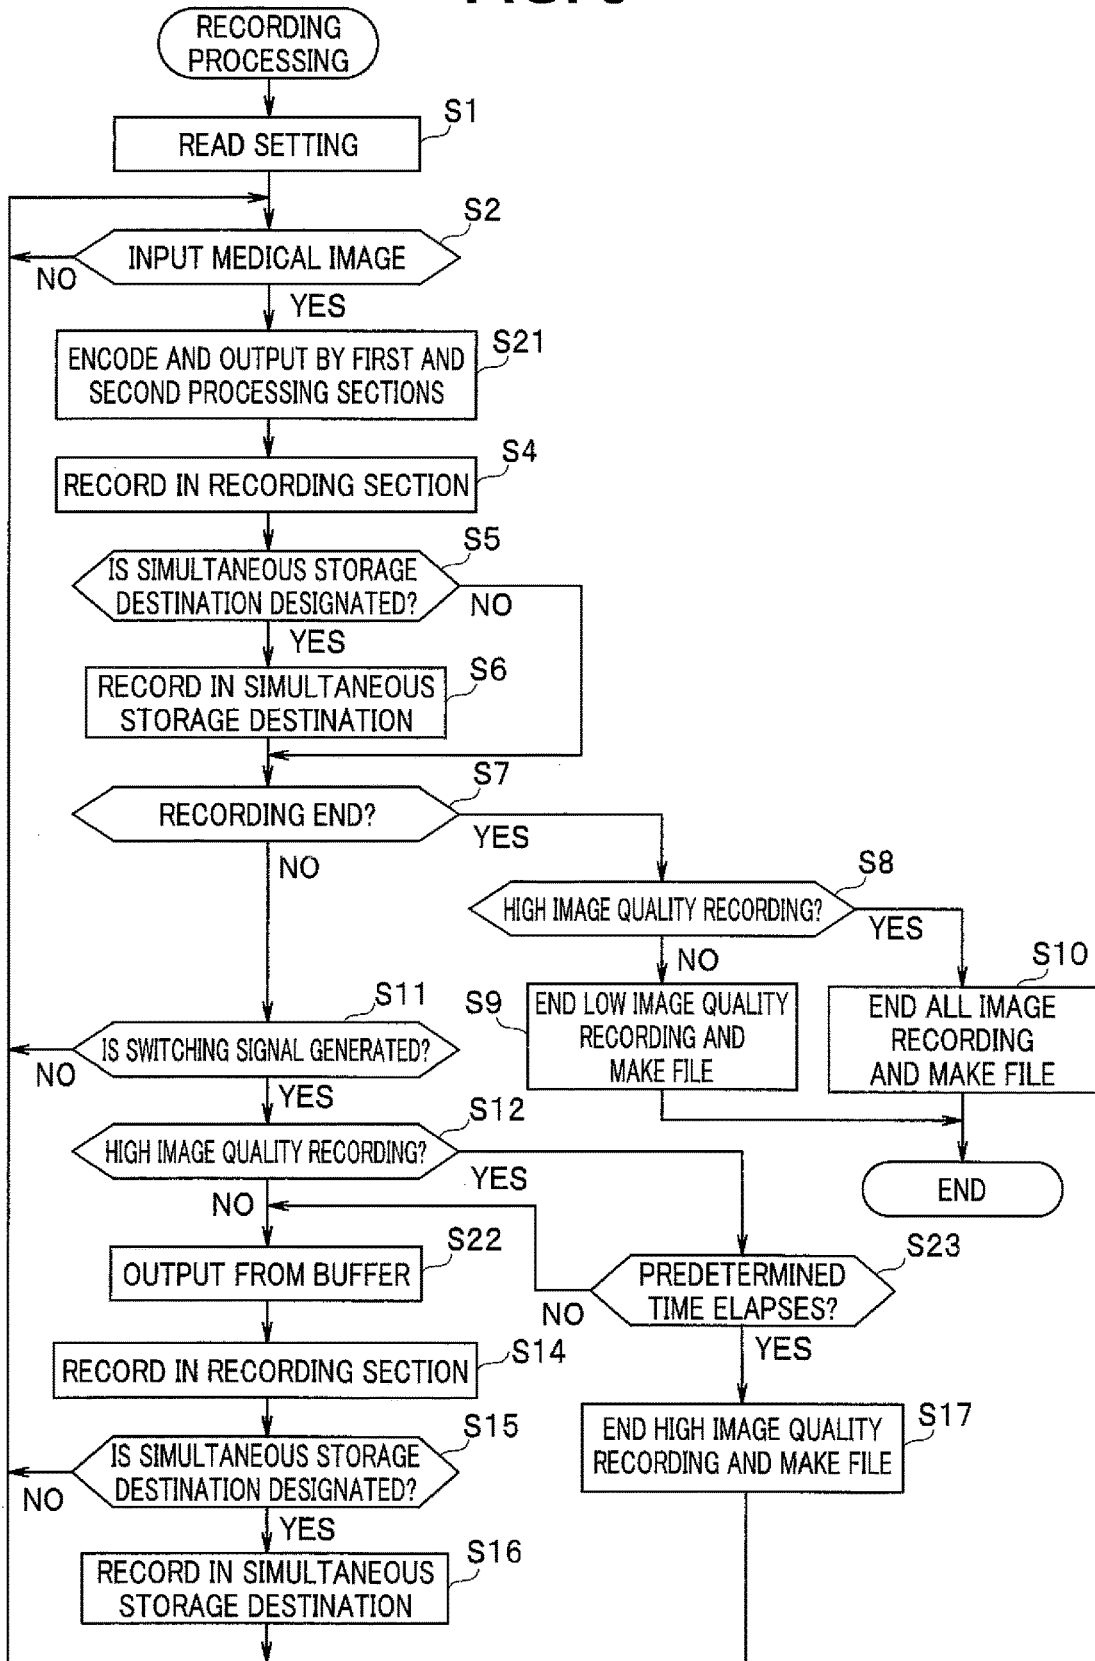 RECORDING
PROCESSING
S1
READ SETTING
S2
INPUT MEDICAL IMAGE
NO
YES
S21
ENCODE AND OUTPUT BY FIRST AND
SECOND PROCESSING SECTIONS
S4
RECORD IN RECORDING SECTION
S5
IS SIMULTANEOUS STORAGE
DESTINATION DESIGNATED?
NO
YES
S6
RECORD IN SIMULTANEOUS
STORAGE DESTINATION
S7
RECORDING END?
YES
NO
S8
HIGH IMAGE QUALITY RECORDING?
YES
NO
S9
END LOW IMAGE QUALITY
RECORDING AND
MAKE FILE
S10
END ALL IMAGE
RECORDING
AND MAKE FILE
END
S11
IS SWITCHING SIGNAL GENERATED?
NO
YES
S12
HIGH IMAGE QUALITY RECORDING?
YES
NO
S22
OUTPUT FROM BUFFER
S23
PREDETERMINED
TIME ELAPSES?
NO
YES
S14
RECORD IN RECORDING SECTION
S15
IS SIMULTANEOUS STORAGE
DESTINATION DESIGNATED?
NO
YES
S17
END HIGH IMAGE QUALITY
RECORDING AND MAKE FILE
S16
RECORD IN SIMULTANEOUS
STORAGE DESTINATION